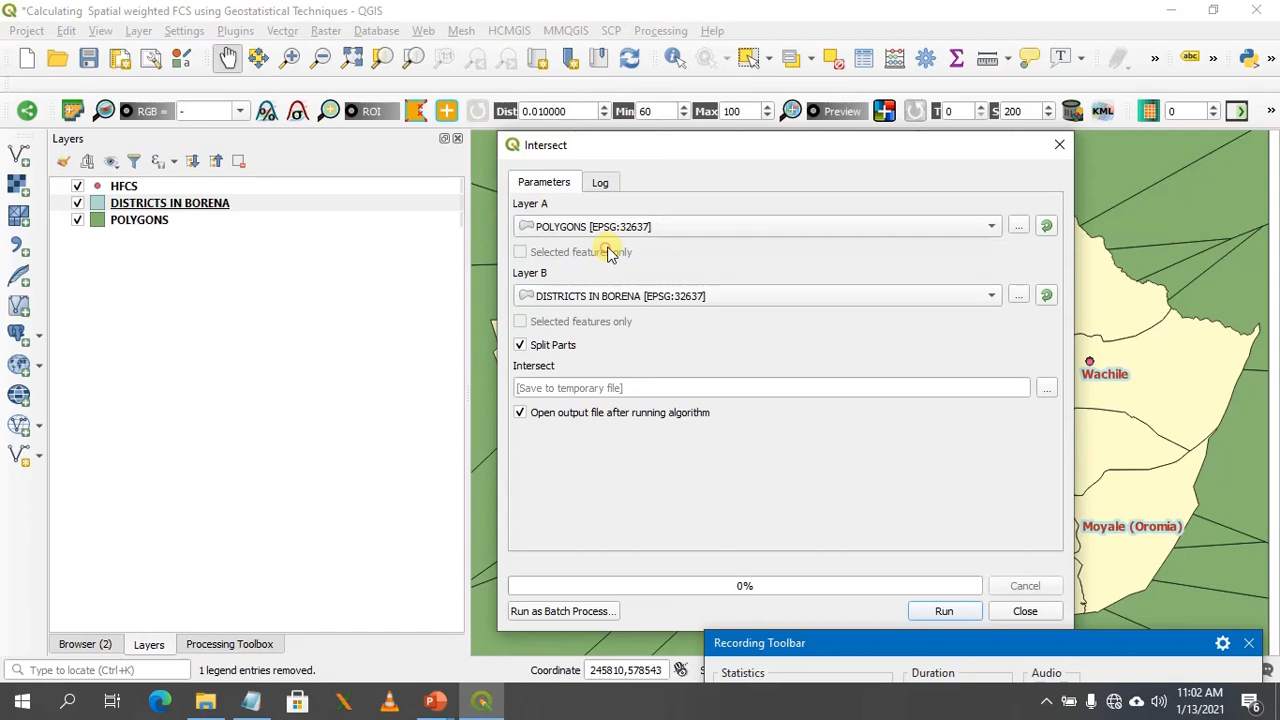 *Calculating Spatial weighted FCS using Geostatistical Techniques - QGIS
Project Edit View Layer Settings Plugins Vector Raster Database Web Mesh HCMGIS MMQGIS SCP Processing Help
RGB = - ROI Dist 0.010000 Min 60 Max 100 Preview T 0 S 200 KML 0
Layers
HFCS
DISTRICTS IN BORENA
POLYGONS
Intersect
Parameters Log
Layer A
POLYGONS [EPSG:32637]
Selected features only
Layer B
DISTRICTS IN BORENA [EPSG:32637]
Selected features only
Split Parts
Intersect
[Save to temporary file]
Open output file after running algorithm
0%
Cancel
Run as Batch Process...
Run
Close
Wachile
Moyale (Oromia)
Recording Toolbar
Statistics Duration Audio
Browser (2) Layers Processing Toolbox
Type to locate (Ctrl+K) 1 legend entries removed. Coordinate 245810,578543
11:02 AM
1/13/2021
6